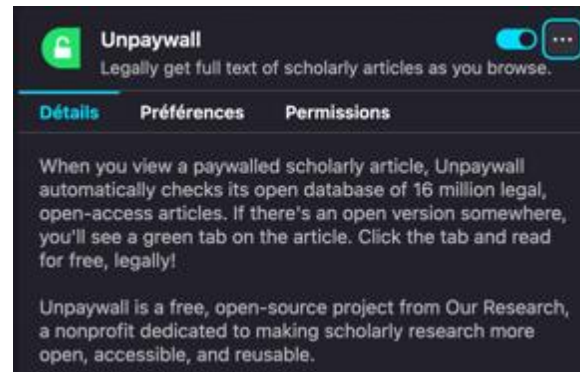 Unpaywall
Legally get full text of scholarly articles as you browse.
Détails Préférences Permissions
When you view a paywalled scholarly article, Unpaywall
automatically checks its open database of 16 million legal,
open-access articles. If there's an open version somewhere,
you'll see a green tab on the article. Click the tab and read
for free, legally!
Unpaywall is a free, open-source project from Our Research,
a nonprofit dedicated to making scholarly research more
open, accessible, and reusable.